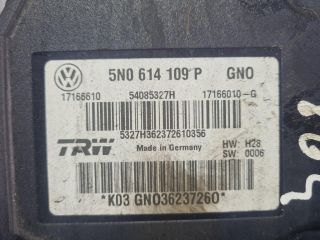 5N0 614 109 P GNO
17166610 54085327H 17166010-G
5327H362372610356
TRW Made in Germany HW: H28
SW: 0006
*K03 GNO36237260*